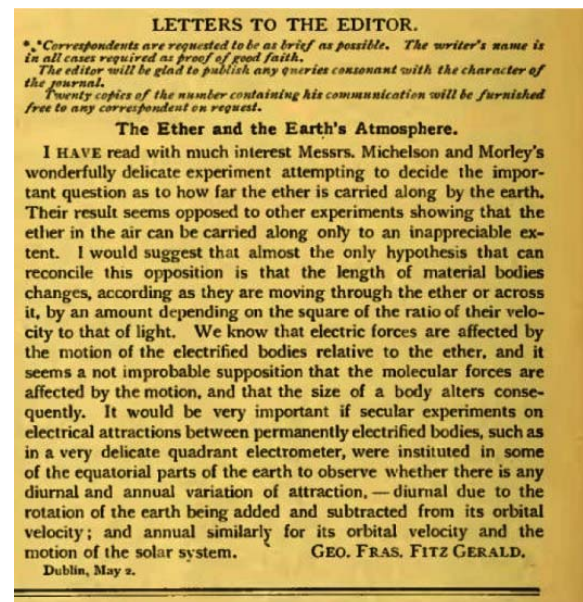 LETTERS TO THE EDITOR.
*.*Correspondents are requested to be as brief as possible. The writer's name is
in all cases required as proof of good faith.
The editor will be glad to publish any queries consonant with the character of
the journal.
Twenty copies of the number containing his communication will be furnished
free to any correspondent on request.
The Ether and the Earth's Atmosphere.
I HAVE read with much interest Messrs. Michelson and Morley's
wonderfully delicate experiment attempting to decide the impor-
tant question as to how far the ether is carried along by the earth.
Their result seems opposed to other experiments showing that the
ether in the air can be carried along only to an inappreciable ex-
tent. I would suggest that almost the only hypothesis that can
reconcile this opposition is that the length of material bodies
changes, according as they are moving through the ether or across
it, by an amount depending on the square of the ratio of their velo-
city to that of light. We know that electric forces are affected by
the motion of the electrified bodies relative to the ether, and it
seems a not improbable supposition that the molecular forces are
affected by the motion, and that the size of a body alters conse-
quently. It would be very important if secular experiments on
electrical attractions between permanently electrified bodies, such as
in a very delicate quadrant electrometer, were instituted in some
of the equatorial parts of the earth to observe whether there is any
diurnal and annual variation of attraction, — diurnal due to the
rotation of the earth being added and subtracted from its orbital
velocity; and annual similarly for its orbital velocity and the
motion of the solar system. GEO. FRAS. FITZ GERALD.
Dublin, May 2.